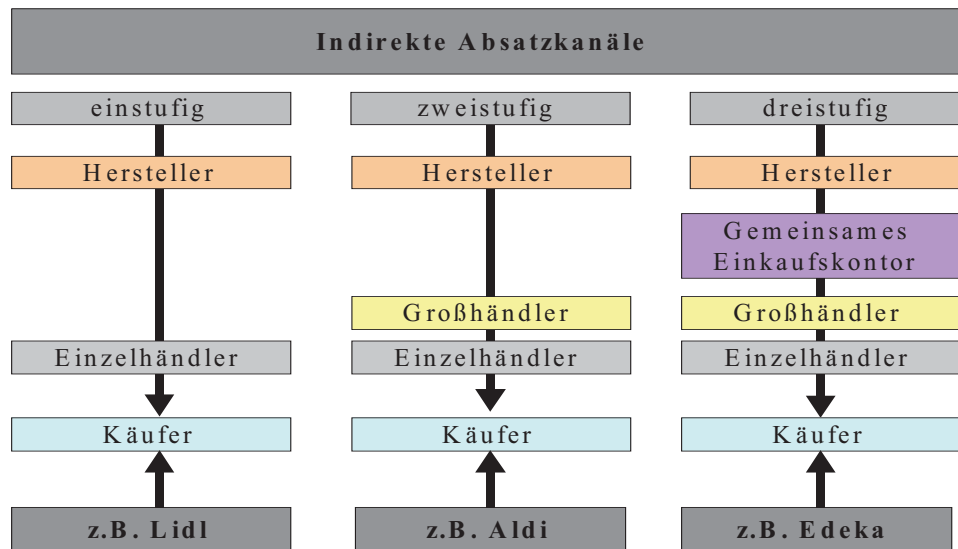 Indirekte Absatzkanäle
einstufig
zweistufig
dreistufig
Hersteller
Hersteller
Hersteller
Gemeinsames
Einkaufskontor
Großhändler
Großhändler
Einzelhändler
Einzelhändler
Einzelhändler
Käufer
Käufer
Käufer
z.B. Lidl
z.B. Aldi
z.B. Edeka